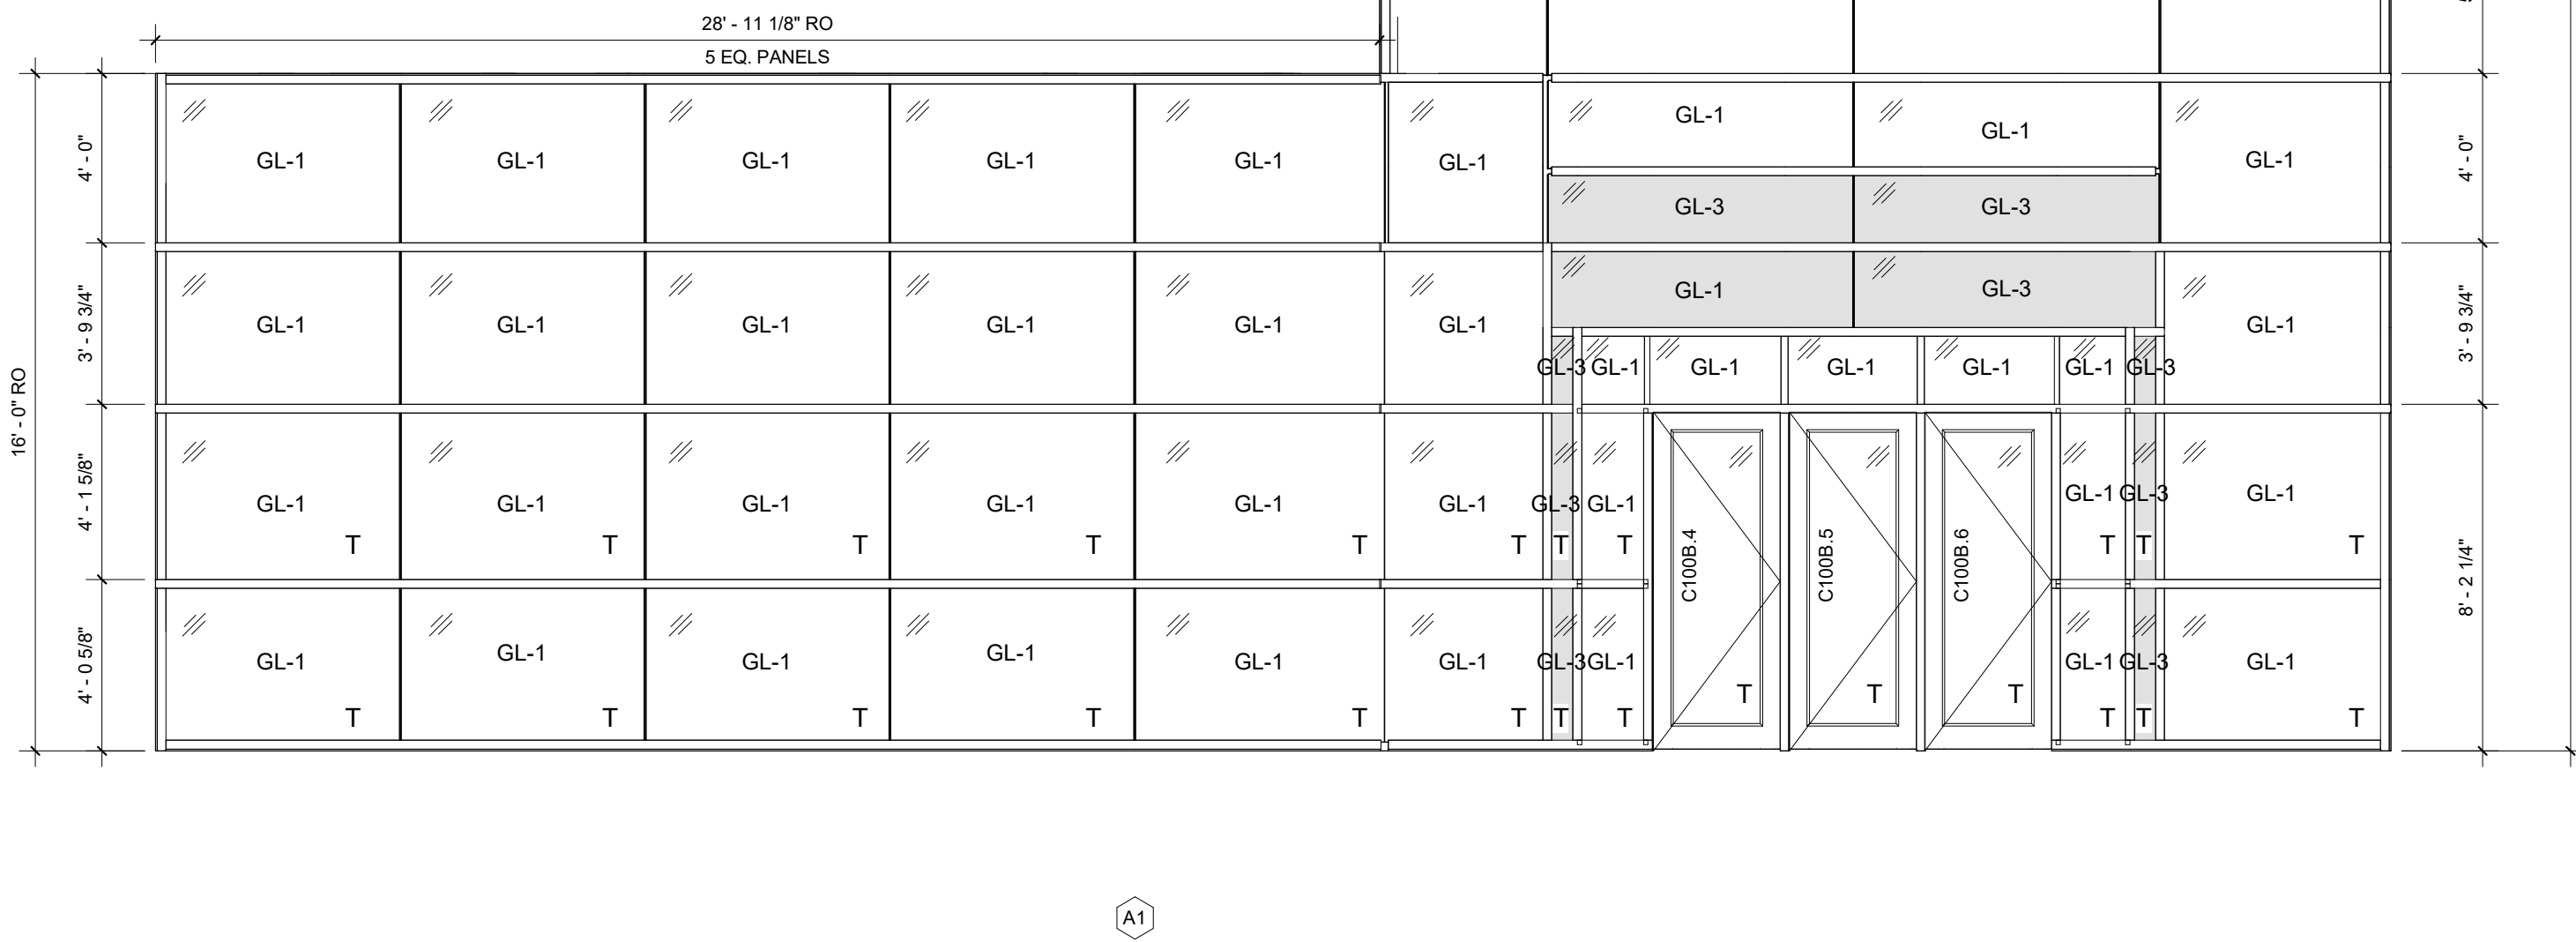 28' - 11 1/8" RO
5 EQ. PANELS
GL-1 GL-1 GL-1 GL-1 GL-1 GL-1 GL-1 GL-1 GL-1
4' - 0" 4' - 0"
GL-3 GL-3
GL-1 GL-3
GL-1 GL-1 GL-1 GL-1 GL-1 GL-1 GL-1
3' - 9 3/4" 3' - 9 3/4"
GL-3 GL-1 GL-1 GL-1 GL-1 GL-1 GL-3
16' - 0" RO
GL-1 GL-1 GL-1 GL-1 GL-1 GL-1 GL-3 GL-1 GL-1 GL-3 GL-1
4' - 1 5/8"
T T T T T T T T T T T
C100B.4 C100B.5 C100B.6
8' - 2 1/4"
GL-1 GL-1 GL-1 GL-1 GL-1 GL-1 GL-3 GL-1 GL-1 GL-3 GL-1
4' - 0 5/8"
T T T
T T T T T T T T T T T
A1